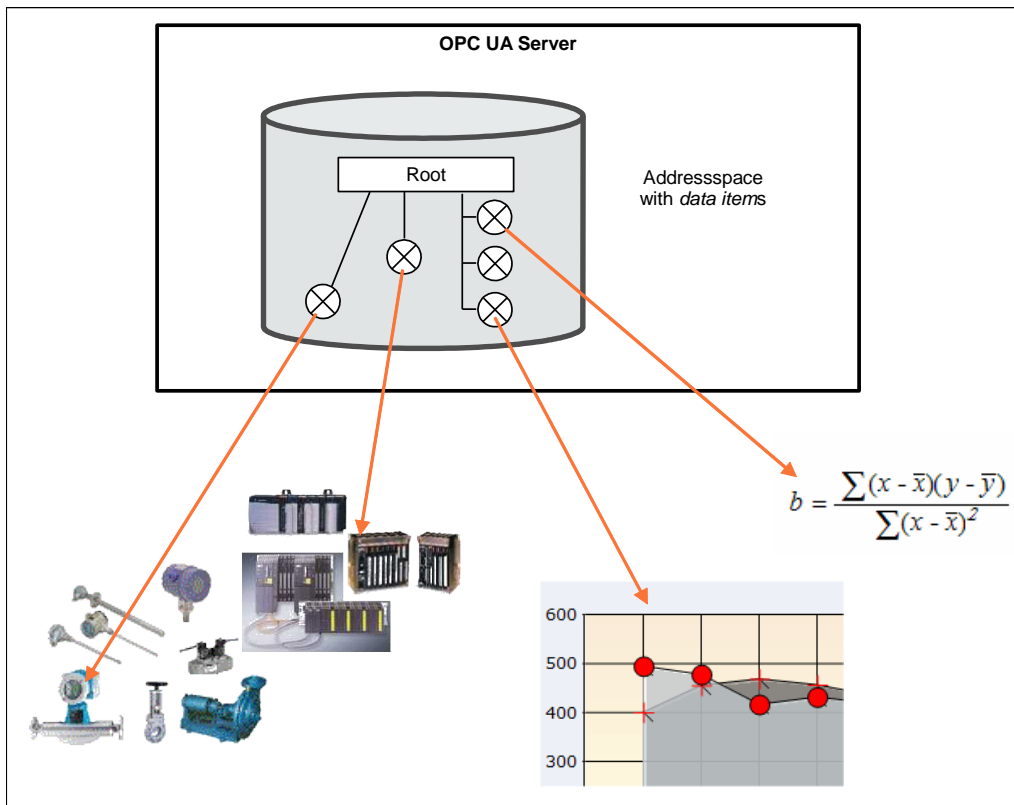 OPC UA Server
Root
Addressspace
with data items
b = ∑(x - x̅)(y - y̅) / ∑(x - x̅)²
600
500
400
300